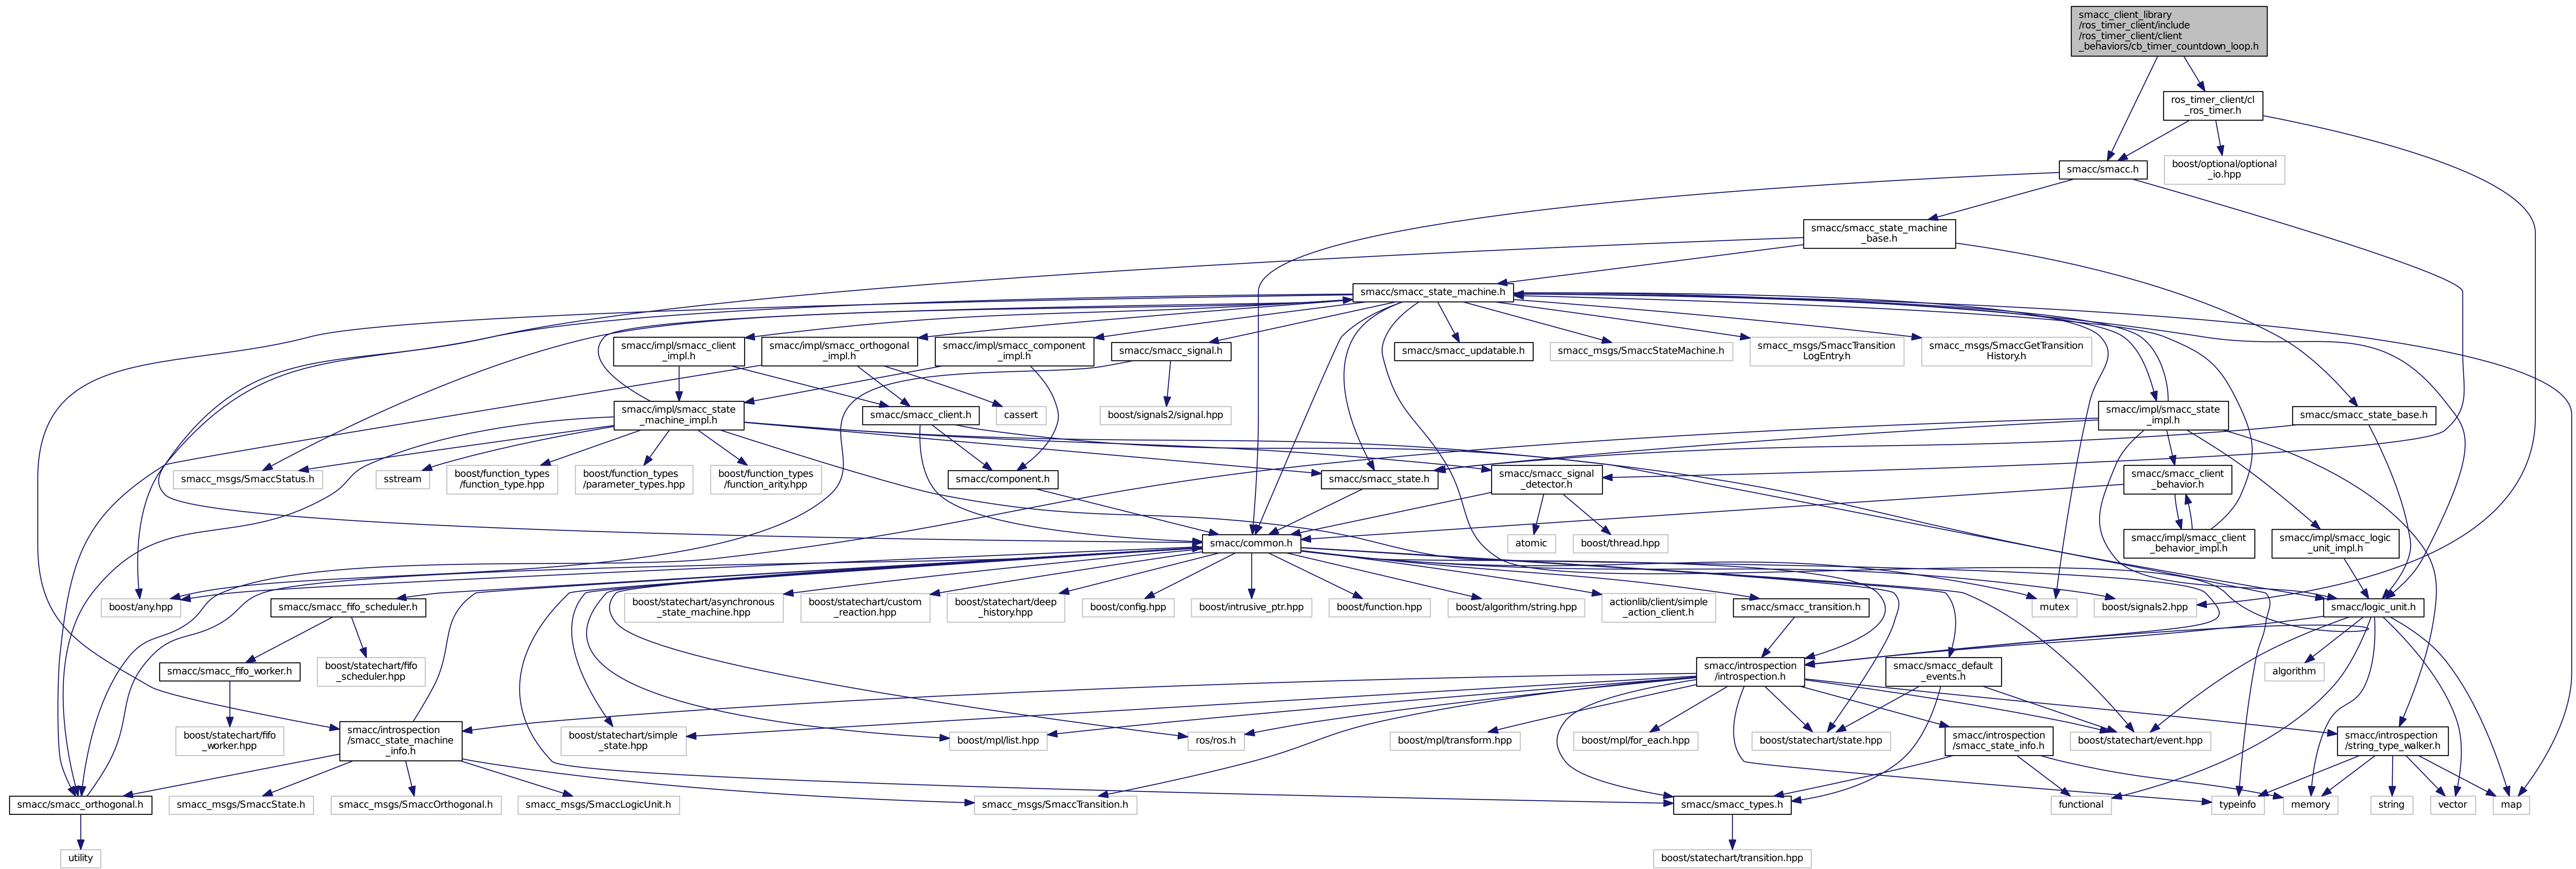 smacc_client_library
/ros_timer_client/include
/ros_timer_client/client
_behaviors/cb_timer_countdown_loop.h
ros_timer_client/cl
_ros_timer.h
smacc/smacc.h
boost/optional/optional
_io.hpp
smacc/smacc_state_machine
_base.h
smacc/smacc_state_machine.h
smacc/impl/smacc_client
_impl.h
smacc/impl/smacc_orthogonal
_impl.h
smacc/impl/smacc_component
_impl.h
smacc/smacc_signal.h
smacc/smacc_updatable.h
smacc_msgs/SmaccStateMachine.h
smacc_msgs/SmaccTransition
LogEntry.h
smacc_msgs/SmaccGetTransition
History.h
smacc/impl/smacc_state
_machine_impl.h
smacc/smacc_client.h
cassert
boost/signals2/signal.hpp
smacc/impl/smacc_state
_impl.h
smacc/smacc_state_base.h
smacc_msgs/SmaccStatus.h
sstream
boost/function_types
/function_type.hpp
boost/function_types
/parameter_types.hpp
boost/function_types
/function_arity.hpp
smacc/component.h
smacc/smacc_state.h
smacc/smacc_signal
_detector.h
smacc/smacc_client
_behavior.h
smacc/common.h
atomic
boost/thread.hpp
smacc/impl/smacc_client
_behavior_impl.h
smacc/impl/smacc_logic
_unit_impl.h
boost/any.hpp
smacc/smacc_fifo_scheduler.h
boost/statechart/asynchronous
_state_machine.hpp
boost/statechart/custom
_reaction.hpp
boost/statechart/deep
_history.hpp
boost/config.hpp
boost/intrusive_ptr.hpp
boost/function.hpp
boost/algorithm/string.hpp
actionlib/client/simple
_action_client.h
smacc/smacc_transition.h
mutex
boost/signals2.hpp
smacc/logic_unit.h
smacc/smacc_fifo_worker.h
boost/statechart/fifo
_scheduler.hpp
smacc/introspection
/introspection.h
smacc/smacc_default
_events.h
algorithm
boost/statechart/fifo
_worker.hpp
smacc/introspection
/smacc_state_machine
_info.h
boost/statechart/simple
_state.hpp
boost/mpl/list.hpp
ros/ros.h
boost/mpl/transform.hpp
boost/mpl/for_each.hpp
boost/statechart/state.hpp
smacc/introspection
/smacc_state_info.h
boost/statechart/event.hpp
smacc/introspection
/string_type_walker.h
smacc/smacc_orthogonal.h
smacc_msgs/SmaccState.h
smacc_msgs/SmaccOrthogonal.h
smacc_msgs/SmaccLogicUnit.h
smacc_msgs/SmaccTransition.h
smacc/smacc_types.h
functional
typeinfo
memory
string
vector
map
utility
boost/statechart/transition.hpp